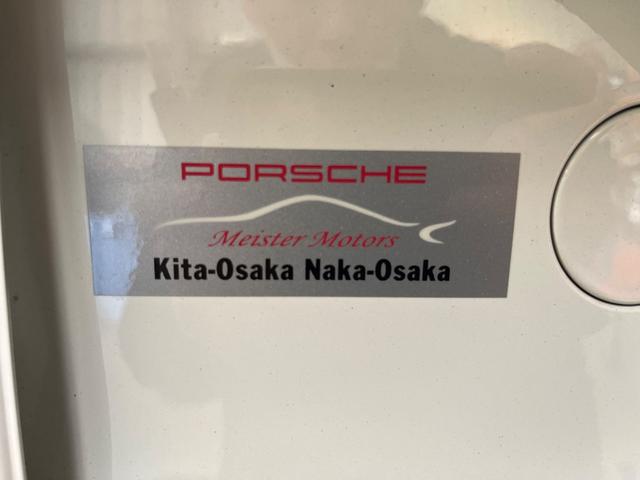 PORSCHE
Meister Motors
Kita-Osaka Naka-Osaka